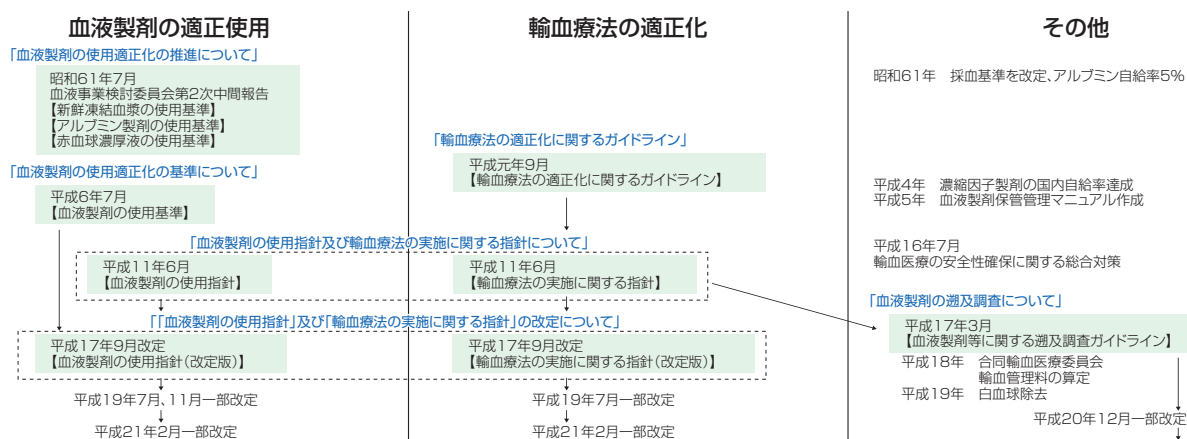 血液製剤の適正使用
「血液製剤の使用適正化の推進について」
昭和61年7月
血液事業検討委員会第2次中間報告
【新鮮凍結血漿の使用基準】
【アルブミン製剤の使用基準】
【赤血球濃厚液の使用基準】
「血液製剤の使用適正化の基準について」
平成6年7月
【血液製剤の使用基準】
輸血療法の適正化
「輸血療法の適正化に関するガイドライン」
平成元年9月
【輸血療法の適正化に関するガイドライン】
「血液製剤の使用指針及び輸血療法の実施に関する指針について」
平成11年6月
【血液製剤の使用指針】
平成11年6月
【輸血療法の実施に関する指針】
「「血液製剤の使用指針」及び「輸血療法の実施に関する指針」の改定について」
平成17年9月改定
【血液製剤の使用指針(改定版)】
平成17年9月改定
【輸血療法の実施に関する指針(改定版)】
平成19年7月、11月一部改定
平成21年2月一部改定
平成19年7月一部改定
平成21年2月一部改定
その他
昭和61年 採血基準を改定、アルブミン自給率5%
平成4年 濃縮因子製剤の国内自給率達成
平成5年 血液製剤保管管理マニュアル作成
平成16年7月
輸血医療の安全性確保に関する総合対策
「血液製剤の遡及調査について」
平成17年3月
【血液製剤等に関する遡及調査ガイドライン】
平成18年 合同輸血医療委員会
輸血管理料の算定
平成19年 白血球除去
平成20年12月一部改定